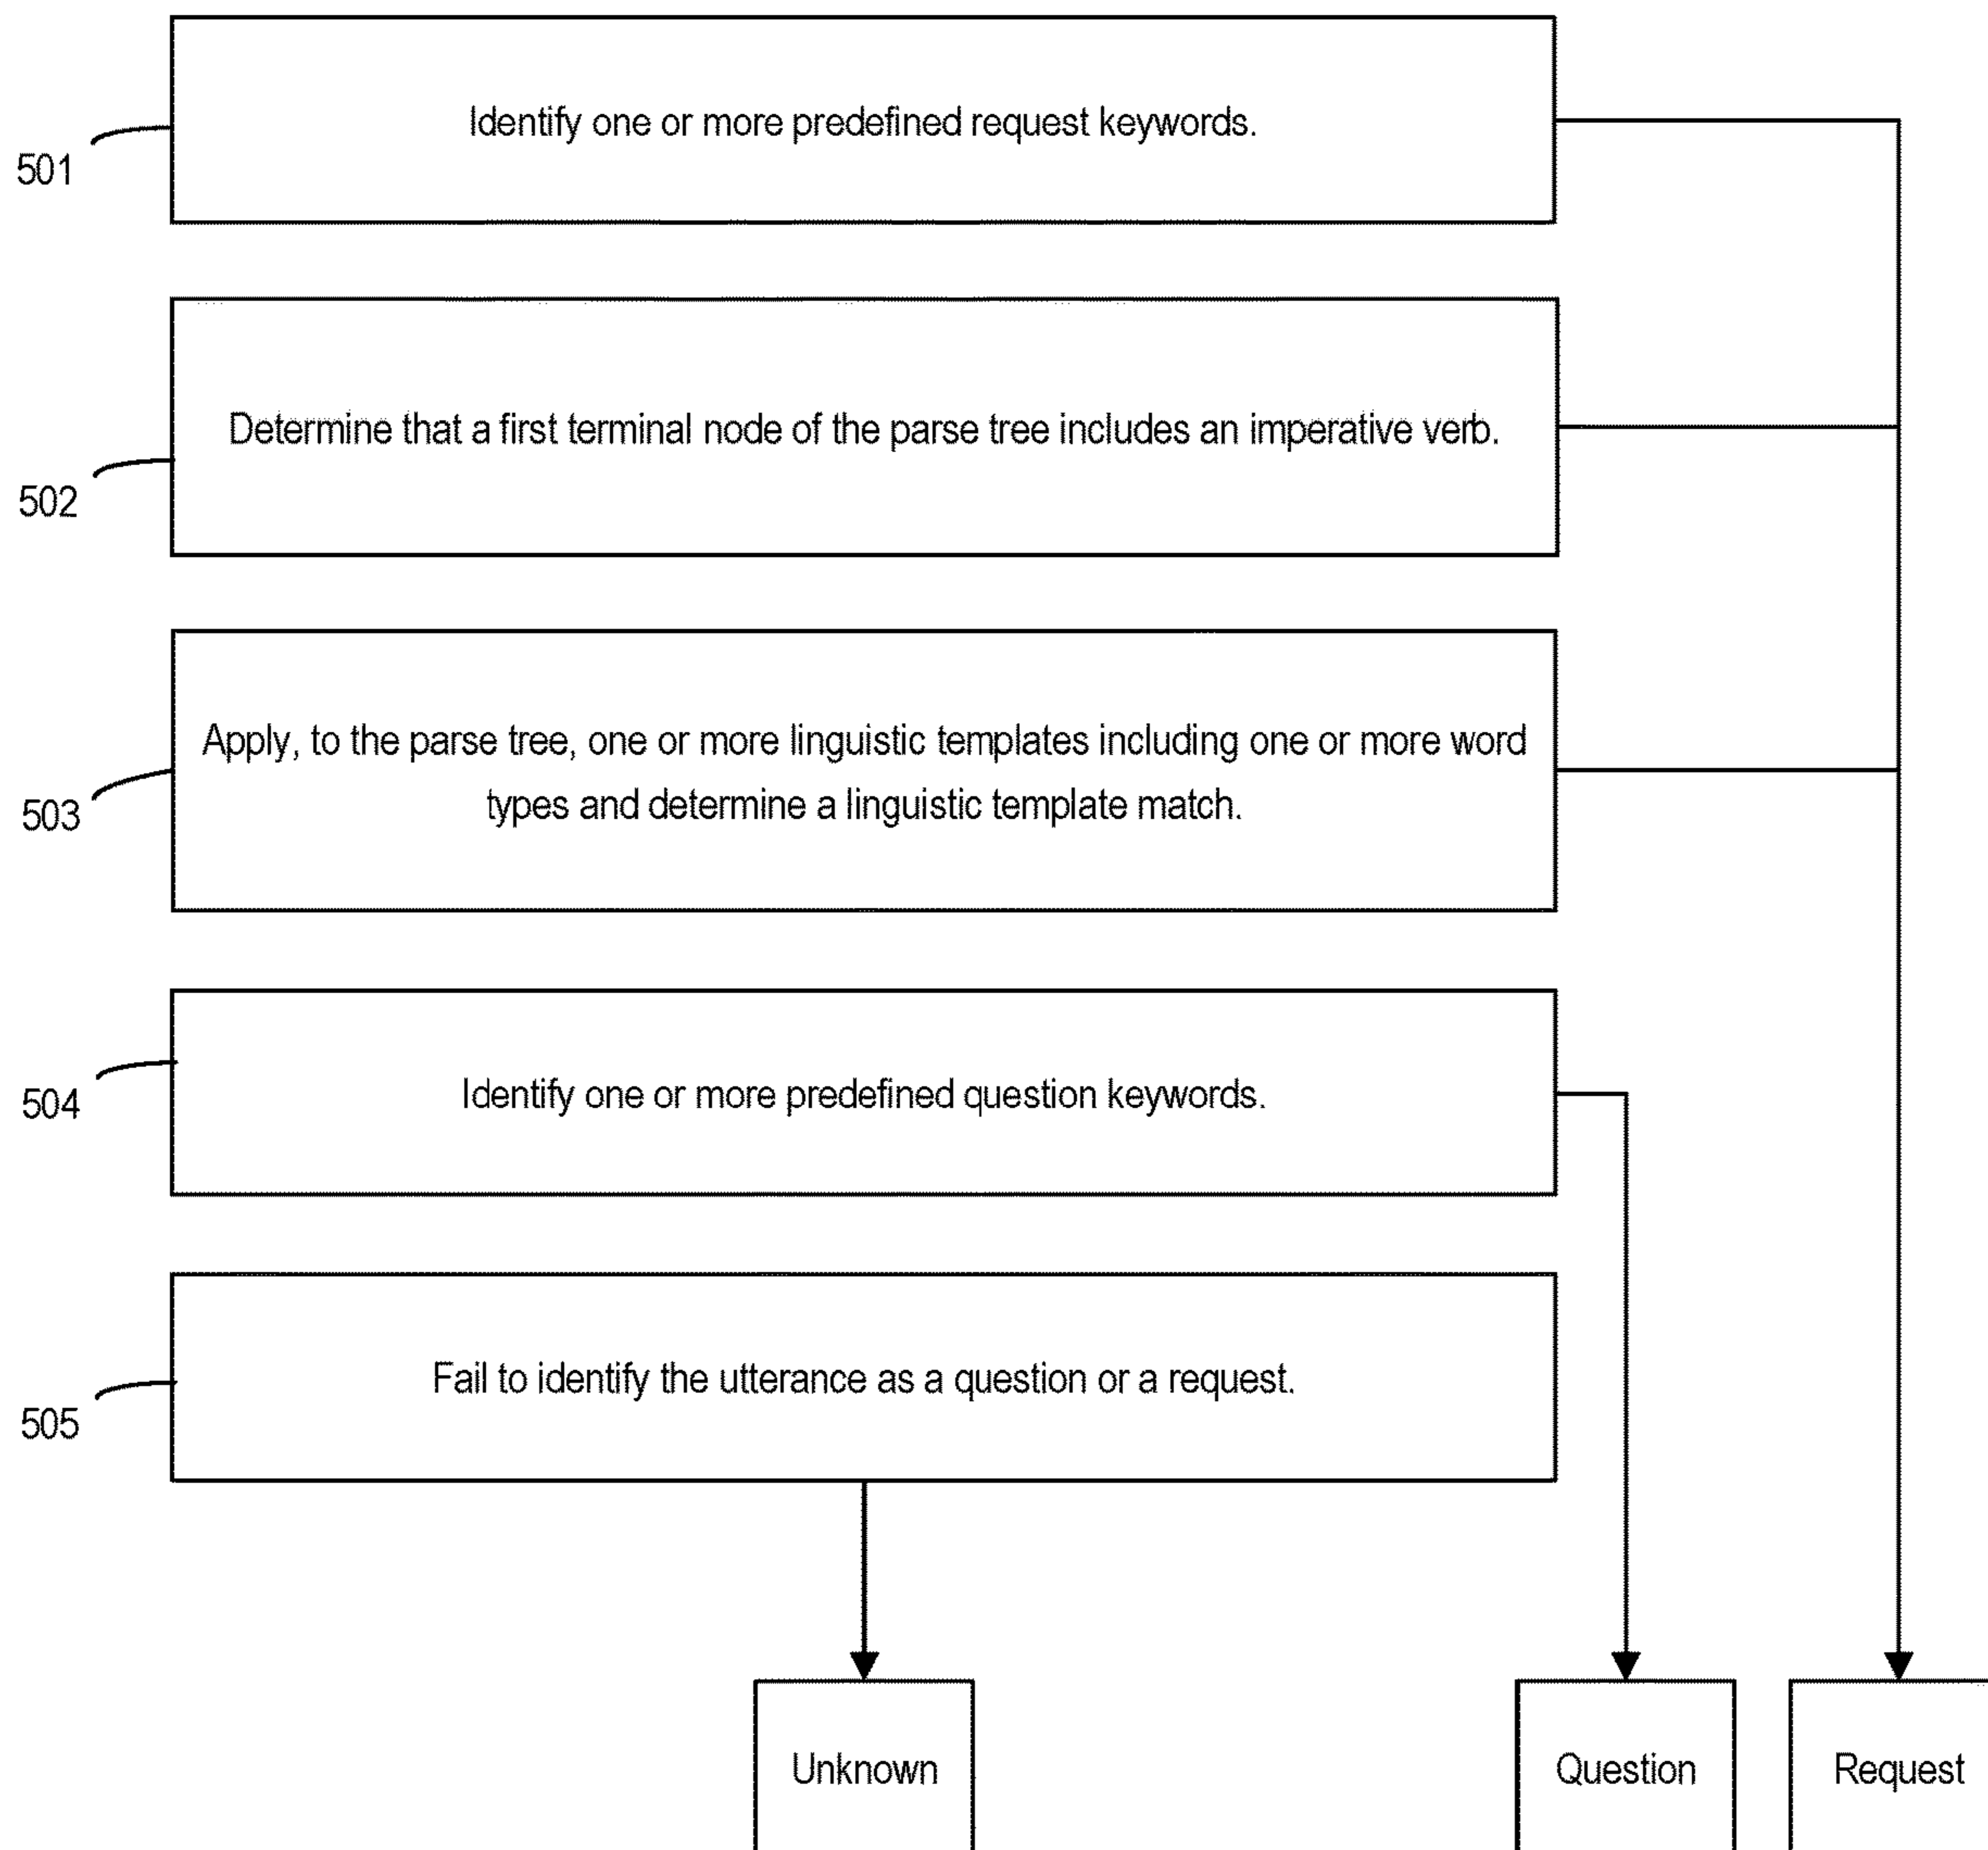 Identify one or more predefined request keywords.
501
Determine that a first terminal node of the parse tree includes an imperative verb.
502
Apply, to the parse tree, one or more linguistic templates including one or more word
types and determine a linguistic template match.
503
Identify one or more predefined question keywords.
504
Fail to identify the utterance as a question or a request.
505
Unknown
Question
Request